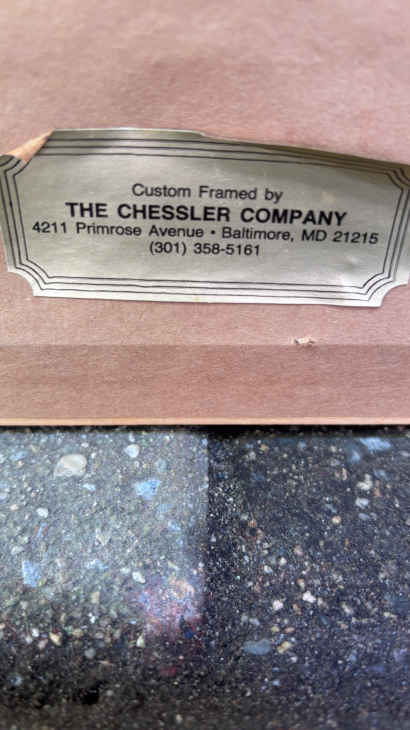 Custom Framed by
THE CHESSLER COMPANY
4211 Primrose Avenue • Baltimore, MD 21215
(301) 358-5161